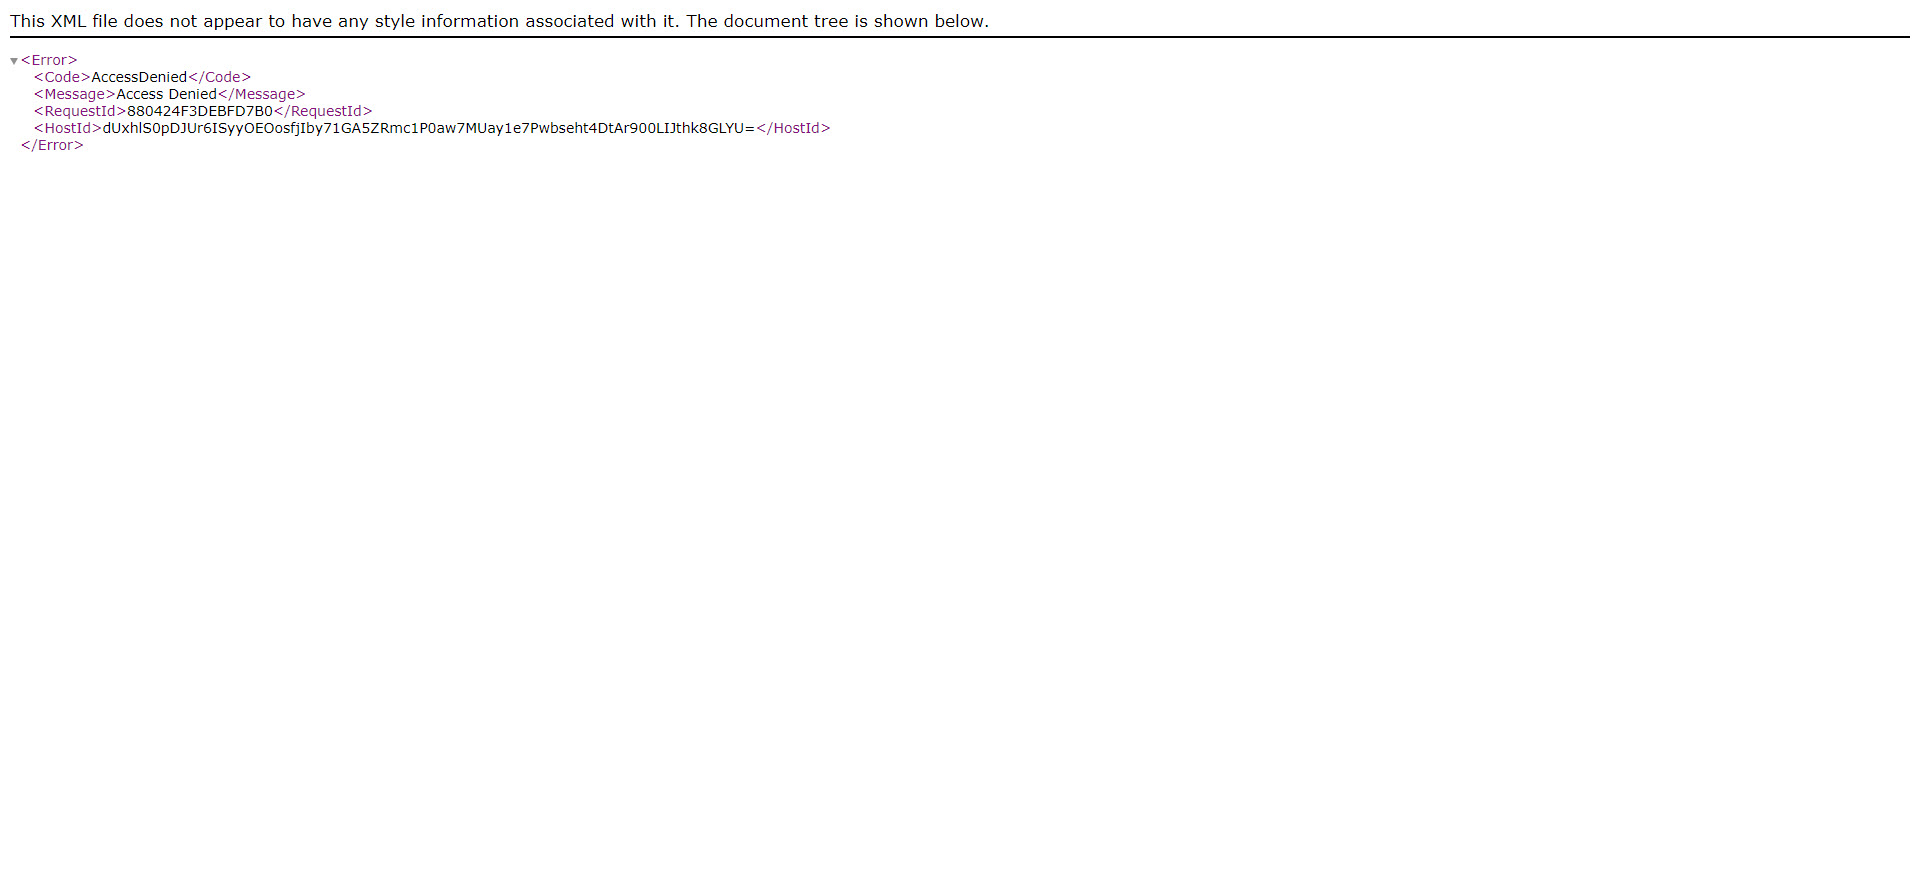 This XML file does not appear to have any style information associated with it. The document tree is shown below.
▼<Error>
<Code>AccessDenied</Code>
<Message>Access Denied</Message>
<RequestId>880424F3DEBFD7B0</RequestId>
<HostId>dUxhlS0pDJUr6ISyyOEOosfjIby71GA5ZRmc1P0aw7MUay1e7Pwbseht4DtAr900LIJthk8GLYU=</HostId>
</Error>